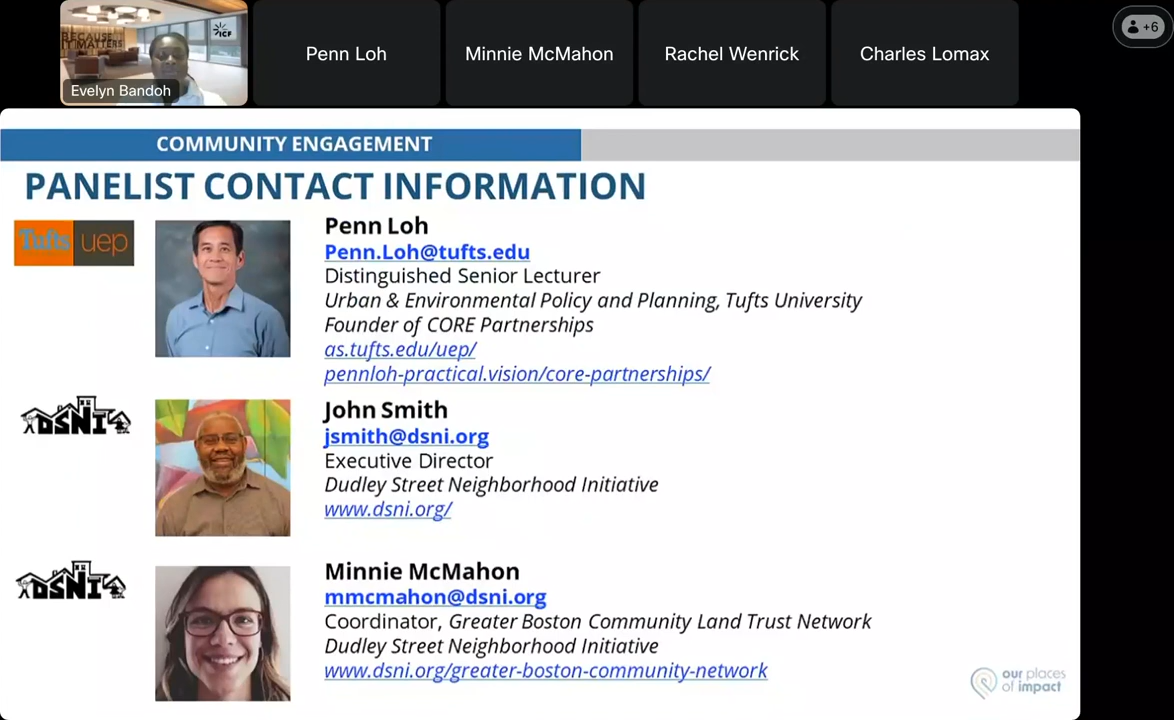 BECAUSE
IT MATTERS
ICF
Evelyn Bandoh
Penn Loh
Minnie McMahon
Rachel Wenrick
Charles Lomax
+6
COMMUNITY ENGAGEMENT
PANELIST CONTACT INFORMATION
Tufts uep
Penn Loh
Penn.Loh@tufts.edu
Distinguished Senior Lecturer
Urban & Environmental Policy and Planning, Tufts University
Founder of CORE Partnerships
as.tufts.edu/uep/
pennloh-practical.vision/core-partnerships/
DSNI
John Smith
jsmith@dsni.org
Executive Director
Dudley Street Neighborhood Initiative
www.dsni.org/
DSNI
Minnie McMahon
mmcmahon@dsni.org
Coordinator, Greater Boston Community Land Trust Network
Dudley Street Neighborhood Initiative
www.dsni.org/greater-boston-community-network
our places
of impact